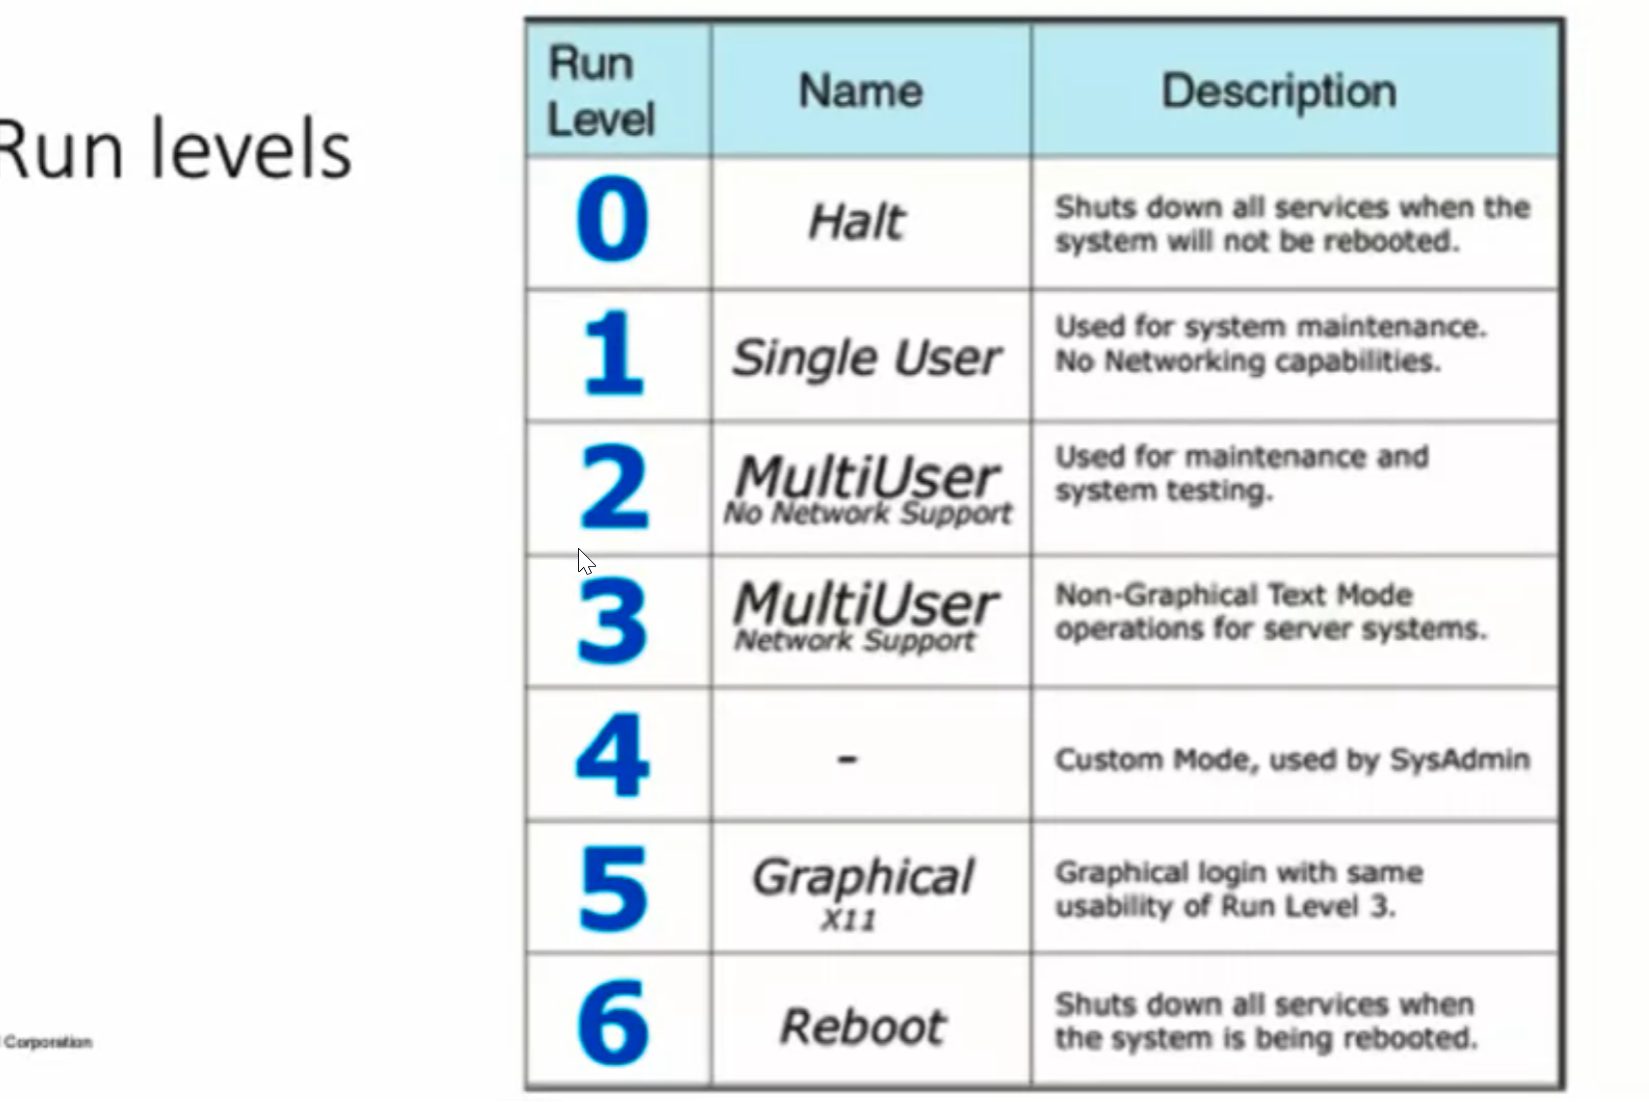 Run levels
Run
Level
Name
Description
0
Halt
Shuts down all services when the
system will not be rebooted.
1
Single User
Used for system maintenance.
No Networking capabilities.
2
MultiUser
No Network Support
Used for maintenance and
system testing.
3
MultiUser
Network Support
Non-Graphical Text Mode
operations for server systems.
4
-
Custom Mode, used by SysAdmin
5
Graphical
X11
Graphical login with same
usability of Run Level 3.
6
Reboot
Shuts down all services when
the system is being rebooted.
Corporation